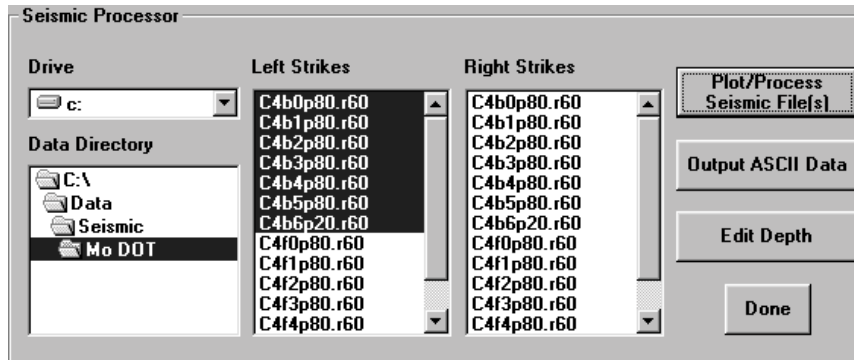 Seismic Processor
Drive
c:
Data Directory
C:\
Data
Seismic
Mo DOT
Left Strikes
C4b0p80.r60
C4b1p80.r60
C4b2p80.r60
C4b3p80.r60
C4b4p80.r60
C4b5p80.r60
C4b6p20.r60
C4f0p80.r60
C4f1p80.r60
C4f2p80.r60
C4f3p80.r60
C4f4p80.r60
Right Strikes
C4b0p80.r60
C4b1p80.r60
C4b2p80.r60
C4b3p80.r60
C4b4p80.r60
C4b5p80.r60
C4b6p20.r60
C4f0p80.r60
C4f1p80.r60
C4f2p80.r60
C4f3p80.r60
C4f4p80.r60
Plot/Process
Seismic File(s)
Output ASCII Data
Edit Depth
Done